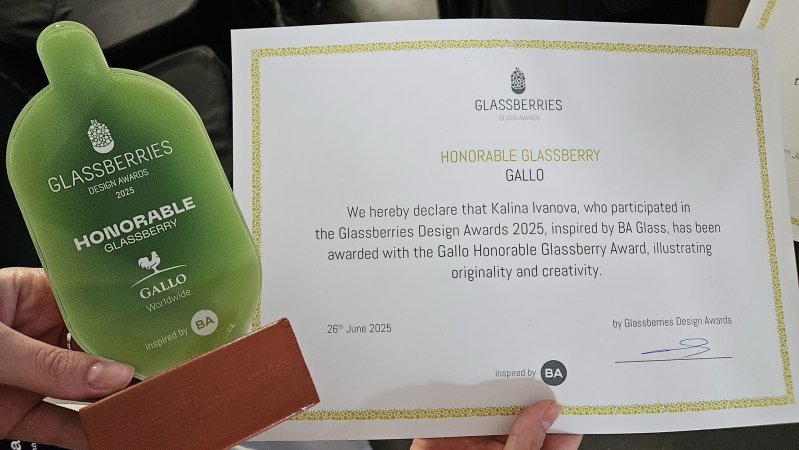 GLASSBERRIES
DESIGN AWARDS
2025
HONORABLE
GLASSBERRY
GALLO
Worldwide
inspired by BA
GLASSBERRIES
DESIGN AWARDS
HONORABLE GLASSBERRY
GALLO
We hereby declare that Kalina Ivanova, who participated in
the Glassberries Design Awards 2025, inspired by BA Glass, has been
awarded with the Gallo Honorable Glassberry Award, illustrating
originality and creativity.
26th June 2025
by Glassberries Design Awards
inspired by BA